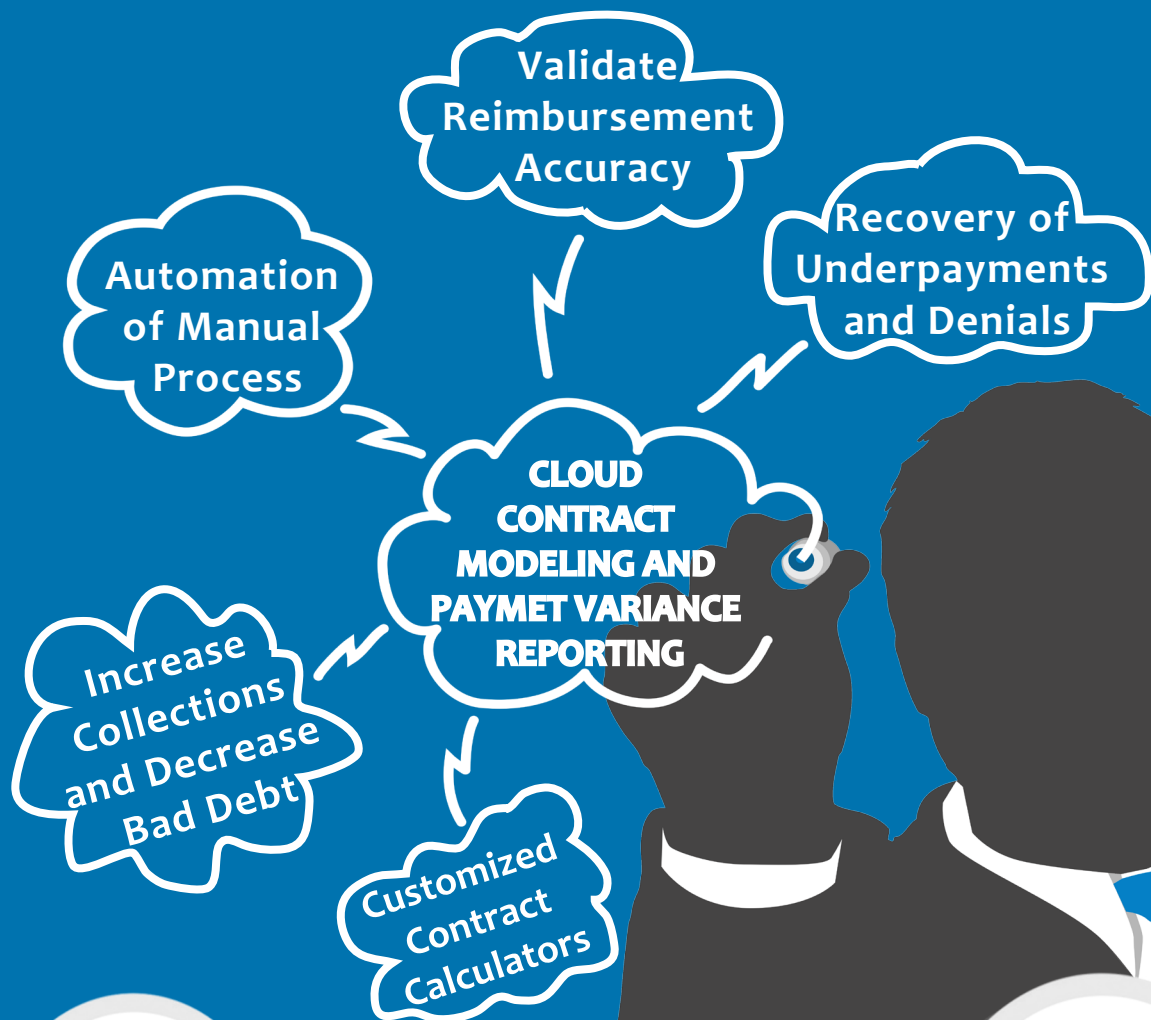 Validate
Reimbursement
Accuracy
Recovery of
Underpayments
and Denials
Automation
of Manual
Process
CLOUD
CONTRACT
MODELING AND
PAYMET VARIANCE
REPORTING
Increase
Collections
and Decrease
Bad Debt
Customized
Contract
Calculators